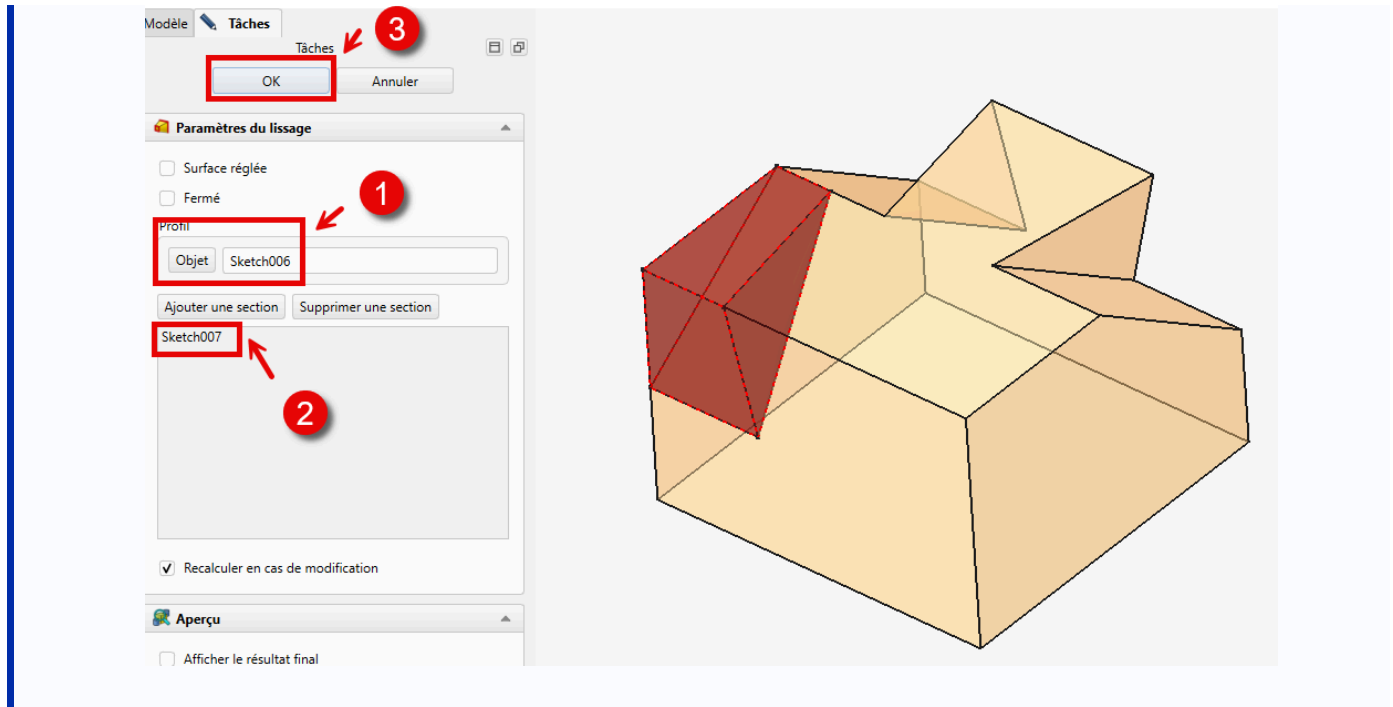 Modèle Tâches
3
Tâches
OK Annuler
Paramètres du lissage
Surface réglée
Fermé
1
Profil
Objet Sketch006
Ajouter une section Supprimer une section
Sketch007
2
Recalculer en cas de modification
Aperçu
Afficher le résultat final